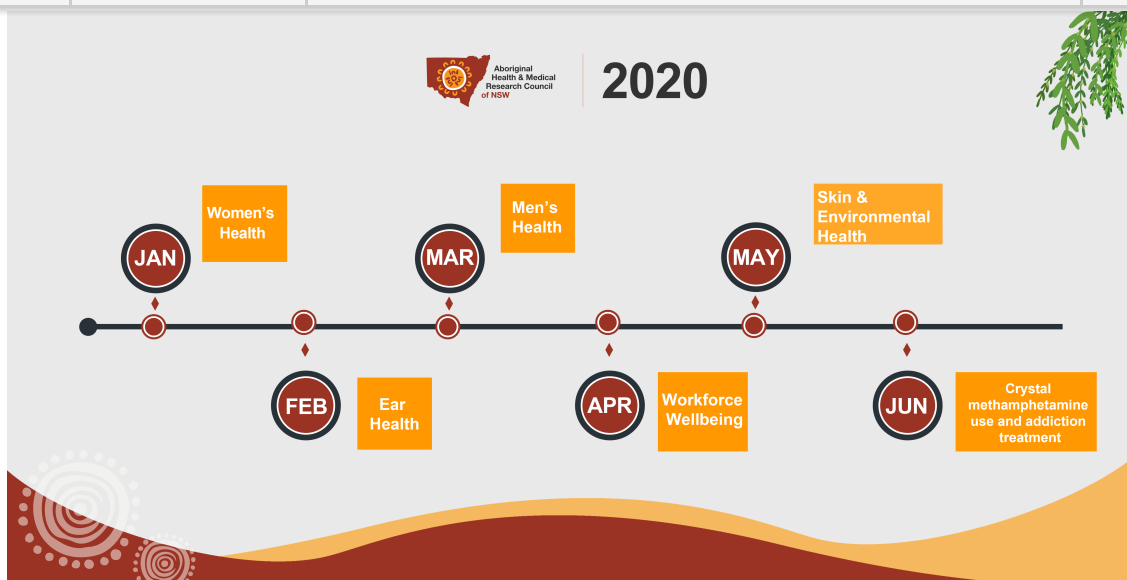 Aboriginal
Health & Medical
Research Council
of NSW
2020
JAN
Women's
Health
FEB
Ear
Health
MAR
Men's
Health
APR
Workforce
Wellbeing
MAY
Skin &
Environmental
Health
JUN
Crystal
methamphetamine
use and addiction
treatment